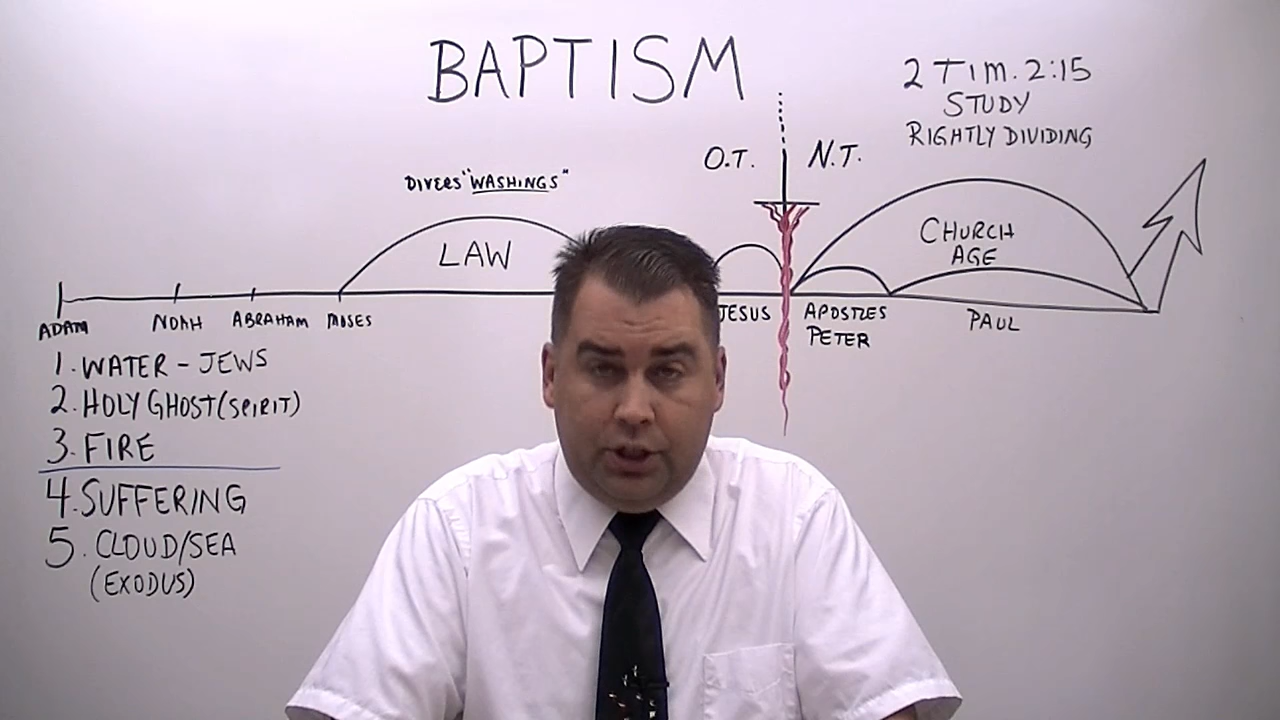 BAPTISM
2 TIM. 2:15
STUDY
RIGHTLY DIVIDING
O.T. N.T.
DIVERS "WASHINGS"
LAW
CHURCH
AGE
ADAM NOAH ABRAHAM MOSES JESUS APOSTLES
PETER
PAUL
1. WATER - JEWS
2. HOLY GHOST (SPIRIT)
3. FIRE
4. SUFFERING
5. CLOUD/SEA
(EXODUS)